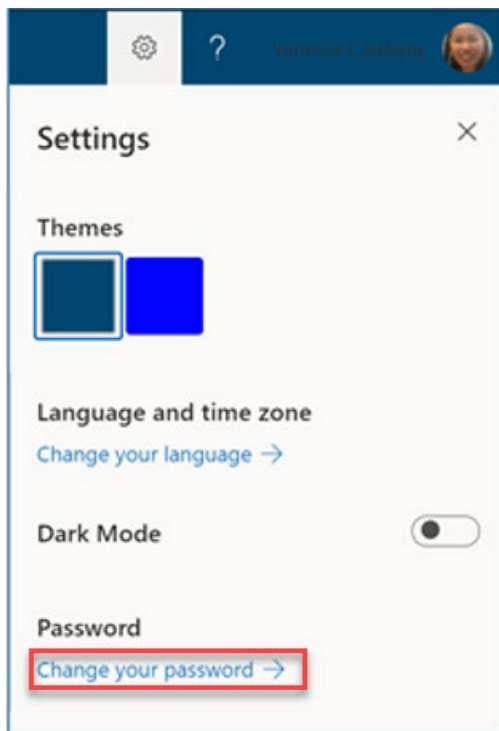 ?
Settings
Themes
Language and time zone
Change your language →
Dark Mode
Password
Change your password →